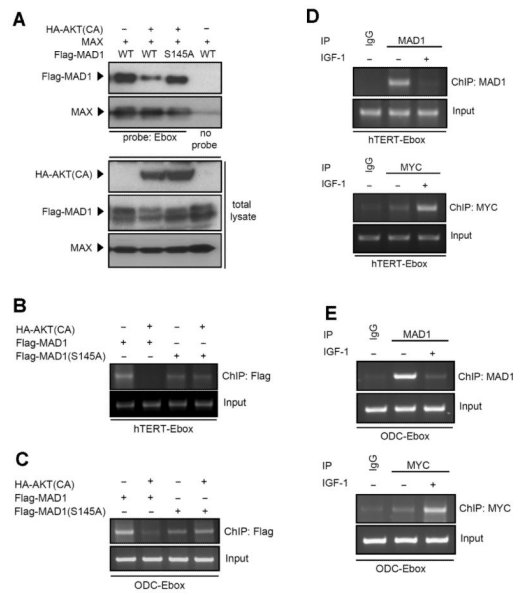 A
HA-AKT(CA) – + + –
MAX + + + +
Flag-MAD1 WT WT S145A WT
Flag-MAD1
MAX
probe: Ebox
no probe
HA-AKT(CA)
Flag-MAD1
MAX
total lysate
B
HA-AKT(CA) – + – +
Flag-MAD1 + + – –
Flag-MAD1(S145A) – – + +
ChIP: Flag
Input
hTERT-Ebox
C
HA-AKT(CA) – + – +
Flag-MAD1 + + – –
Flag-MAD1(S145A) – – + +
ChIP: Flag
Input
ODC-Ebox
D
IP IgG MAD1
IGF-1 – – +
ChIP: MAD1
Input
hTERT-Ebox
IP IgG MYC
IGF-1 – – +
ChIP: MYC
Input
hTERT-Ebox
E
IP IgG MAD1
IGF-1 – – +
ChIP: MAD1
Input
ODC-Ebox
IP IgG MYC
IGF-1 – – +
ChIP: MYC
Input
ODC-Ebox